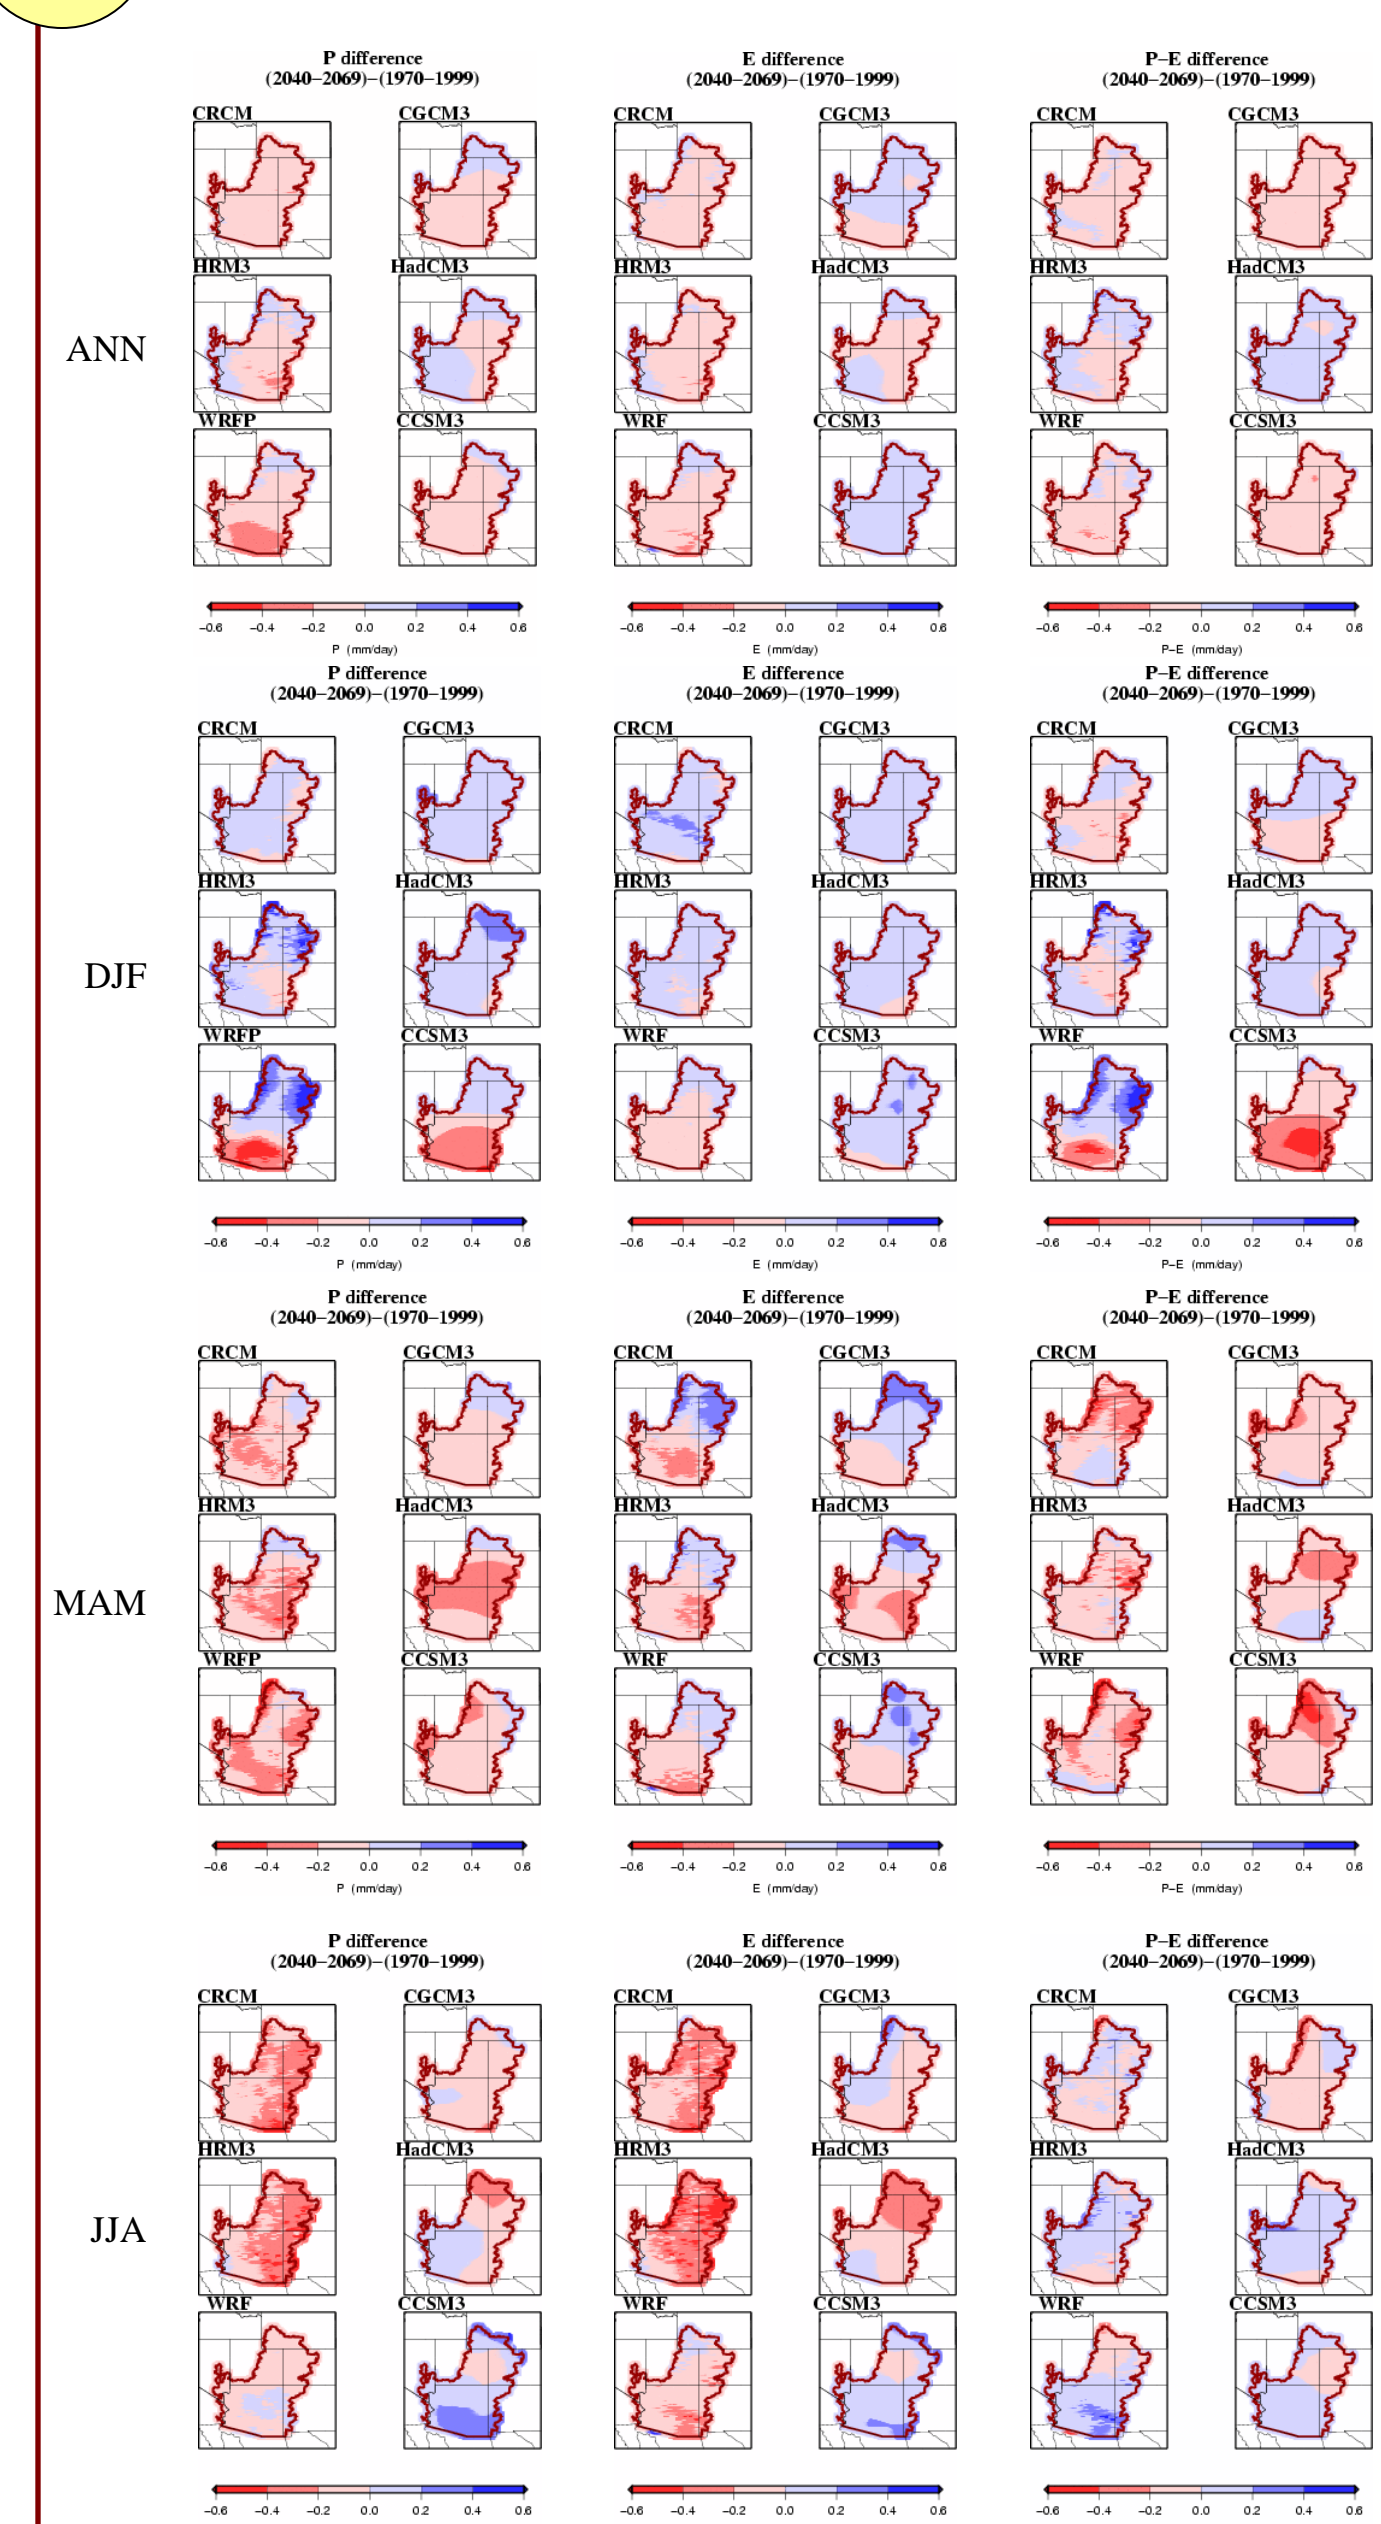 P difference E difference P−E difference
(2040−2069)−(1970−1999) (2040−2069)−(1970−1999) (2040−2069)−(1970−1999)
CRCM CGCM3 CRCM CGCM3 CRCM CGCM3
HRM3 HadCM3 HRM3 HadCM3 HRM3 HadCM3
ANN
WRFP CCSM3 WRF CCSM3 WRF CCSM3
−0.6 −0.4 −0.2 0.0 0.2 0.4 0.6 −0.6 −0.4 −0.2 0.0 0.2 0.4 0.6 −0.6 −0.4 −0.2 0.0 0.2 0.4 0.6
P (mm/day) E (mm/day) P−E (mm/day)
P difference E difference P−E difference
(2040−2069)−(1970−1999) (2040−2069)−(1970−1999) (2040−2069)−(1970−1999)
CRCM CGCM3 CRCM CGCM3 CRCM CGCM3
HRM3 HadCM3 HRM3 HadCM3 HRM3 HadCM3
DJF
WRFP CCSM3 WRF CCSM3 WRF CCSM3
−0.6 −0.4 −0.2 0.0 0.2 0.4 0.6 −0.6 −0.4 −0.2 0.0 0.2 0.4 0.6 −0.6 −0.4 −0.2 0.0 0.2 0.4 0.6
P (mm/day) E (mm/day) P−E (mm/day)
P difference E difference P−E difference
(2040−2069)−(1970−1999) (2040−2069)−(1970−1999) (2040−2069)−(1970−1999)
CRCM CGCM3 CRCM CGCM3 CRCM CGCM3
HRM3 HadCM3 HRM3 HadCM3 HRM3 HadCM3
MAM
WRFP CCSM3 WRF CCSM3 WRF CCSM3
−0.6 −0.4 −0.2 0.0 0.2 0.4 0.6 −0.6 −0.4 −0.2 0.0 0.2 0.4 0.6 −0.6 −0.4 −0.2 0.0 0.2 0.4 0.6
P (mm/day) E (mm/day) P−E (mm/day)
P difference E difference P−E difference
(2040−2069)−(1970−1999) (2040−2069)−(1970−1999) (2040−2069)−(1970−1999)
CRCM CGCM3 CRCM CGCM3 CRCM CGCM3
HRM3 HadCM3 HRM3 HadCM3 HRM3 HadCM3
JJA
WRF CCSM3 WRF CCSM3 WRF CCSM3
−0.6 −0.4 −0.2 0.0 0.2 0.4 0.6 −0.6 −0.4 −0.2 0.0 0.2 0.4 0.6 −0.6 −0.4 −0.2 0.0 0.2 0.4 0.6